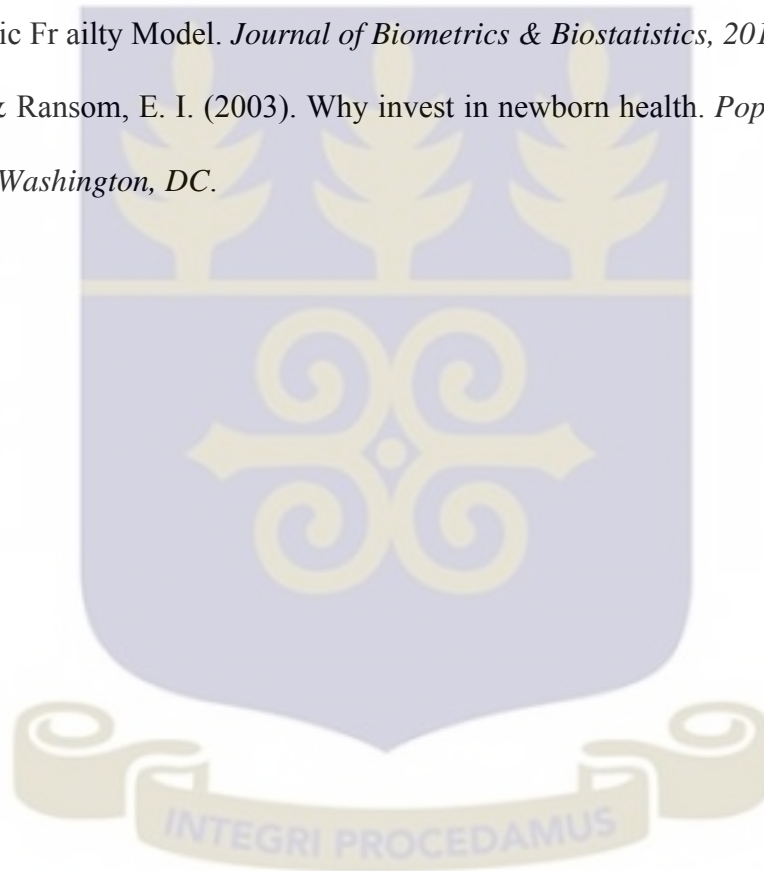 ic Fr ailty Model. Journal of Biometrics & Biostatistics, 201
& Ransom, E. I. (2003). Why invest in newborn health. Pop
Washington, DC.
INTEGRI PROCEDAMUS